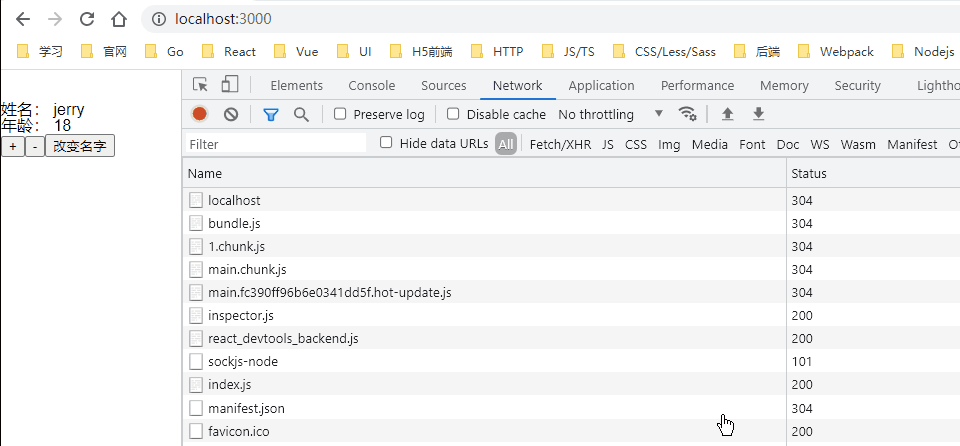 localhost:3000
学习 官网 Go React Vue UI H5前端 HTTP JS/TS CSS/Less/Sass 后端 Webpack Nodejs
Elements Console Sources Network Application Performance Memory Security Lightho
Preserve log Disable cache No throttling
姓名： jerry
年龄： 18
+ - 改变名字
Filter Hide data URLs All Fetch/XHR JS CSS Img Media Font Doc WS Wasm Manifest Ot
Name Status
localhost 304
bundle.js 304
1.chunk.js 304
main.chunk.js 304
main.fc390ff96b6e0341dd5f.hot-update.js 304
inspector.js 200
react_devtools_backend.js 200
sockjs-node 101
index.js 200
manifest.json 304
favicon.ico 200